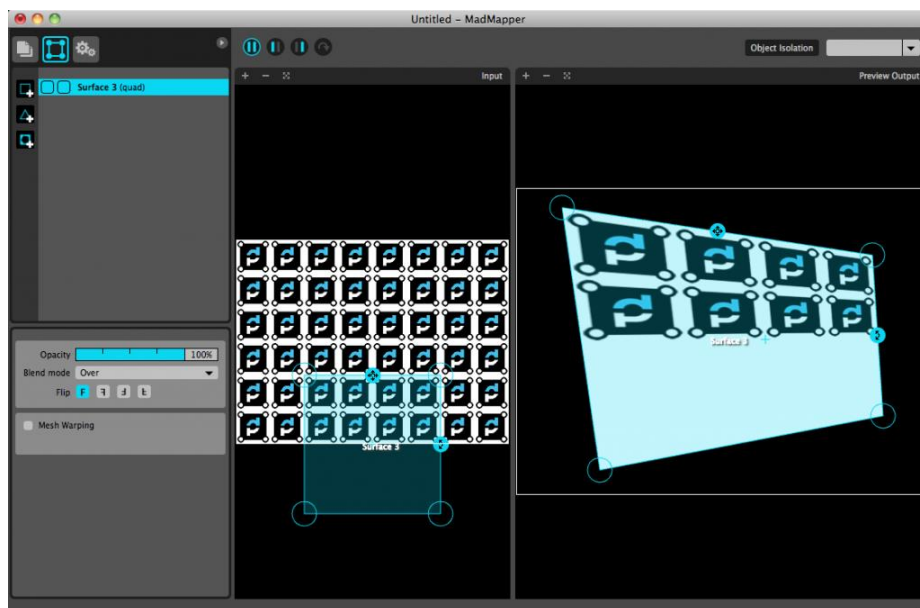 Untitled – MadMapper
Object Isolation
Input
Preview Output
Surface 3 (quad)
Surface 3
Surface 3
Opacity 100%
Blend mode Over
Flip F
Mesh Warping